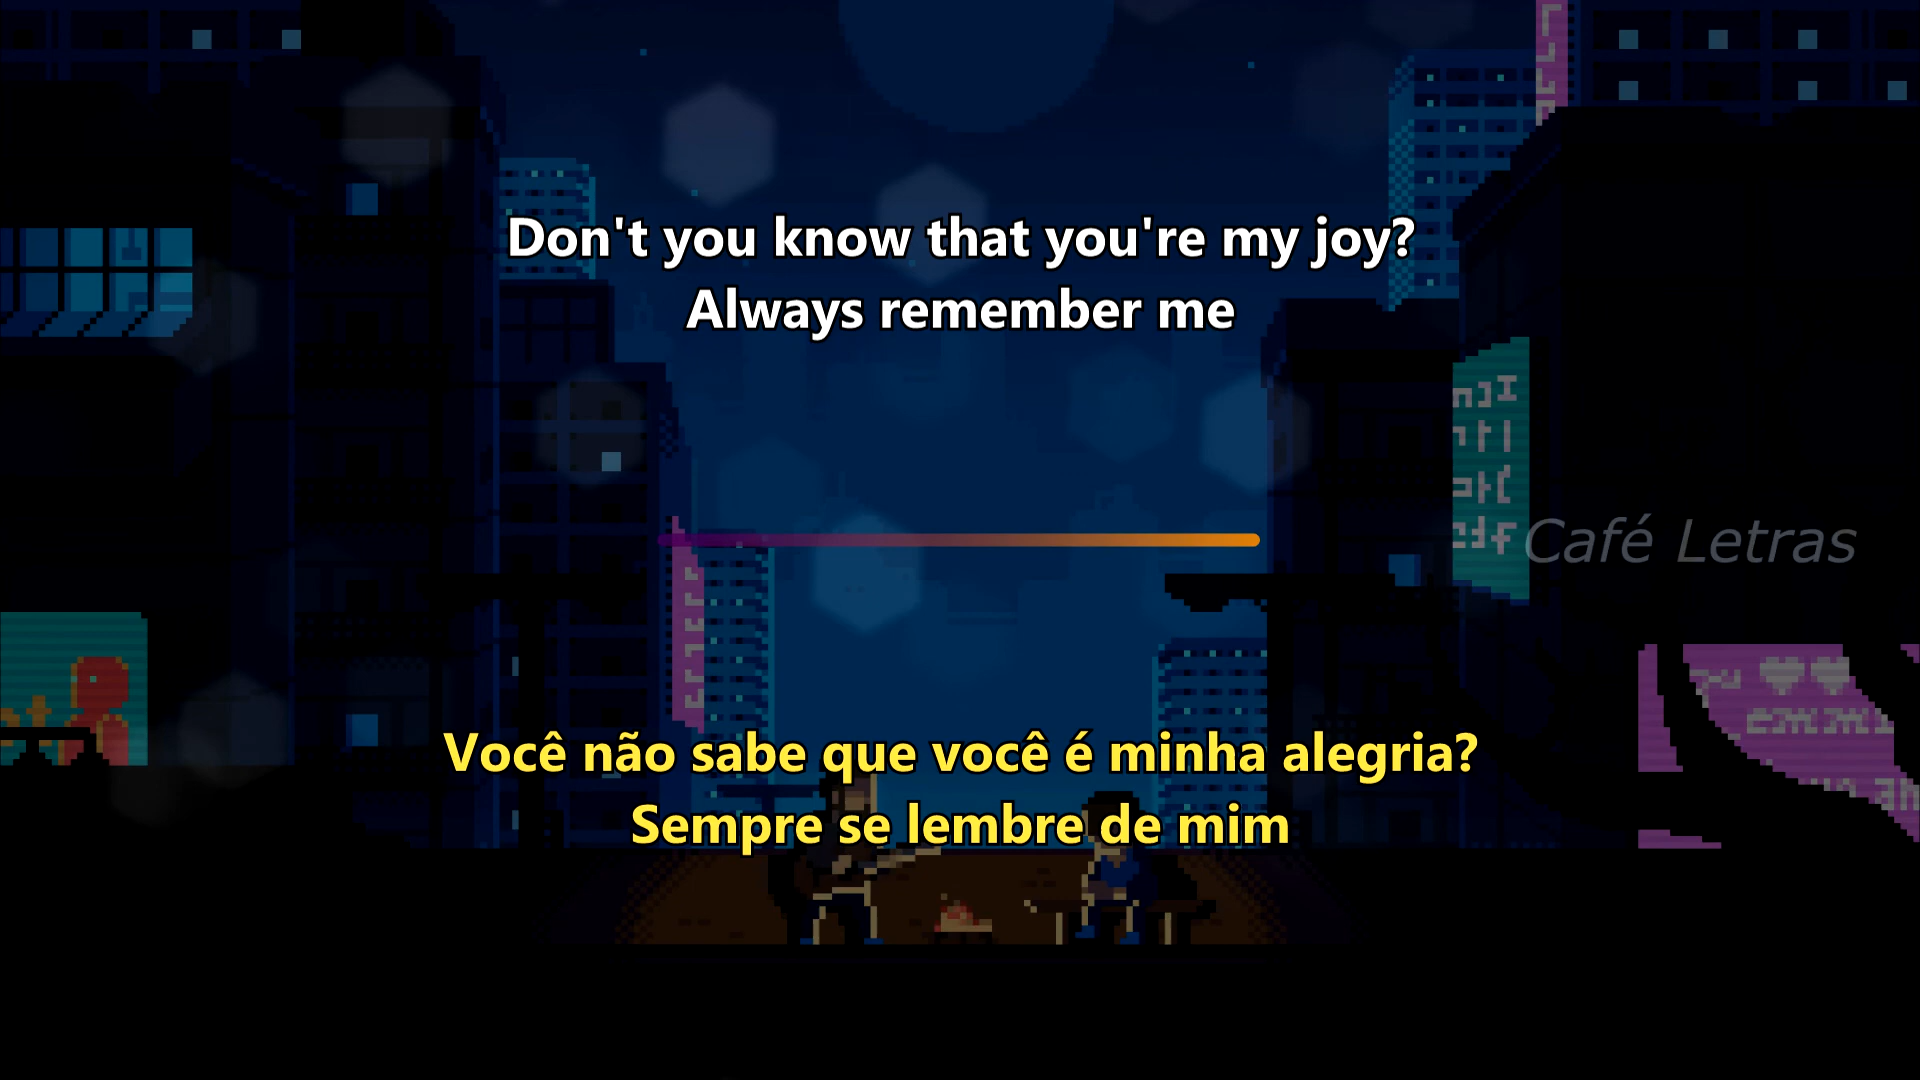 Don't you know that you're my joy?
Always remember me
Café Letras
Você não sabe que você é minha alegria?
Sempre se lembre de mim